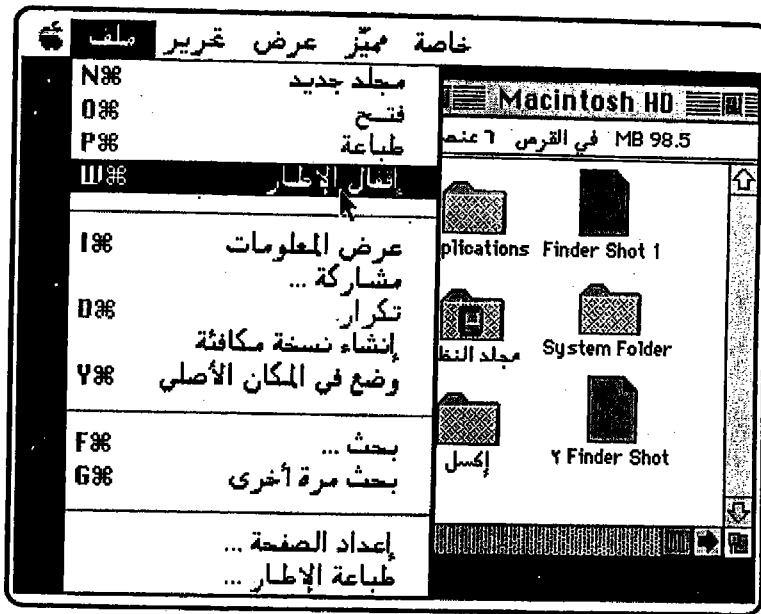 ملف تحرير عرض مميّز خاصة
مجلد جديد N⌘
فتح O⌘
طباعة P⌘
إقفال الإطار W⌘
عرض المعلومات I⌘
مشاركة ...
تكرار D⌘
إنشاء نسخة مكافئة
وضع في المكان الأصلي Y⌘
بحث ... F⌘
بحث مرة أخرى G⌘
إعداد الصفحة ...
طباعة الإطار ...
Macintosh HD
98.5 MB في القرص ٦
plications Finder Shot 1
مجلد System Folder
إكسل ٢ Finder Shot